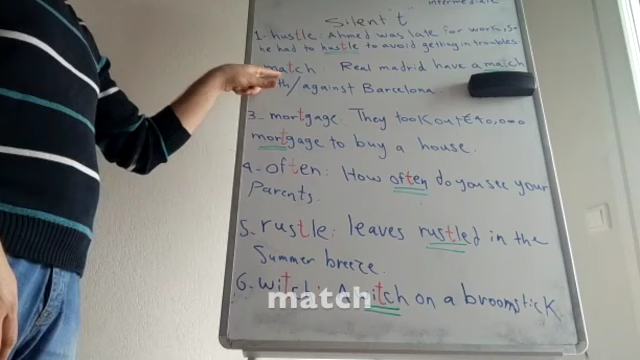 intermediate
Silent "t"
1- hustle: Ahmed was late for work, so
he had to hustle to avoid getting in troubles
match: Real madrid have a match
th/against Barcelona.
3- mortgage: They took out €40,000
mortgage to buy a house.
4- often: How often do you see your
Parents.
5- rustle: leaves rustled in the
Summer breeze.
6- witch: A witch on a broomstick.
match